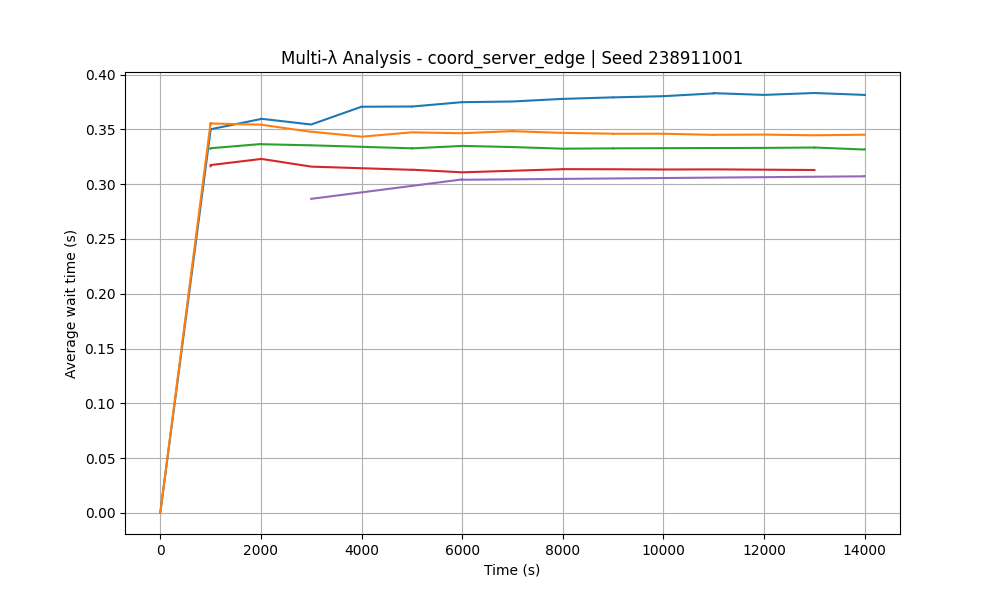 Multi-λ Analysis - coord_server_edge | Seed 238911001
0.40
0.35
0.30
0.25
0.20
0.15
0.10
0.05
0.00
Average wait time (s)
0 2000 4000 6000 8000 10000 12000 14000
Time (s)